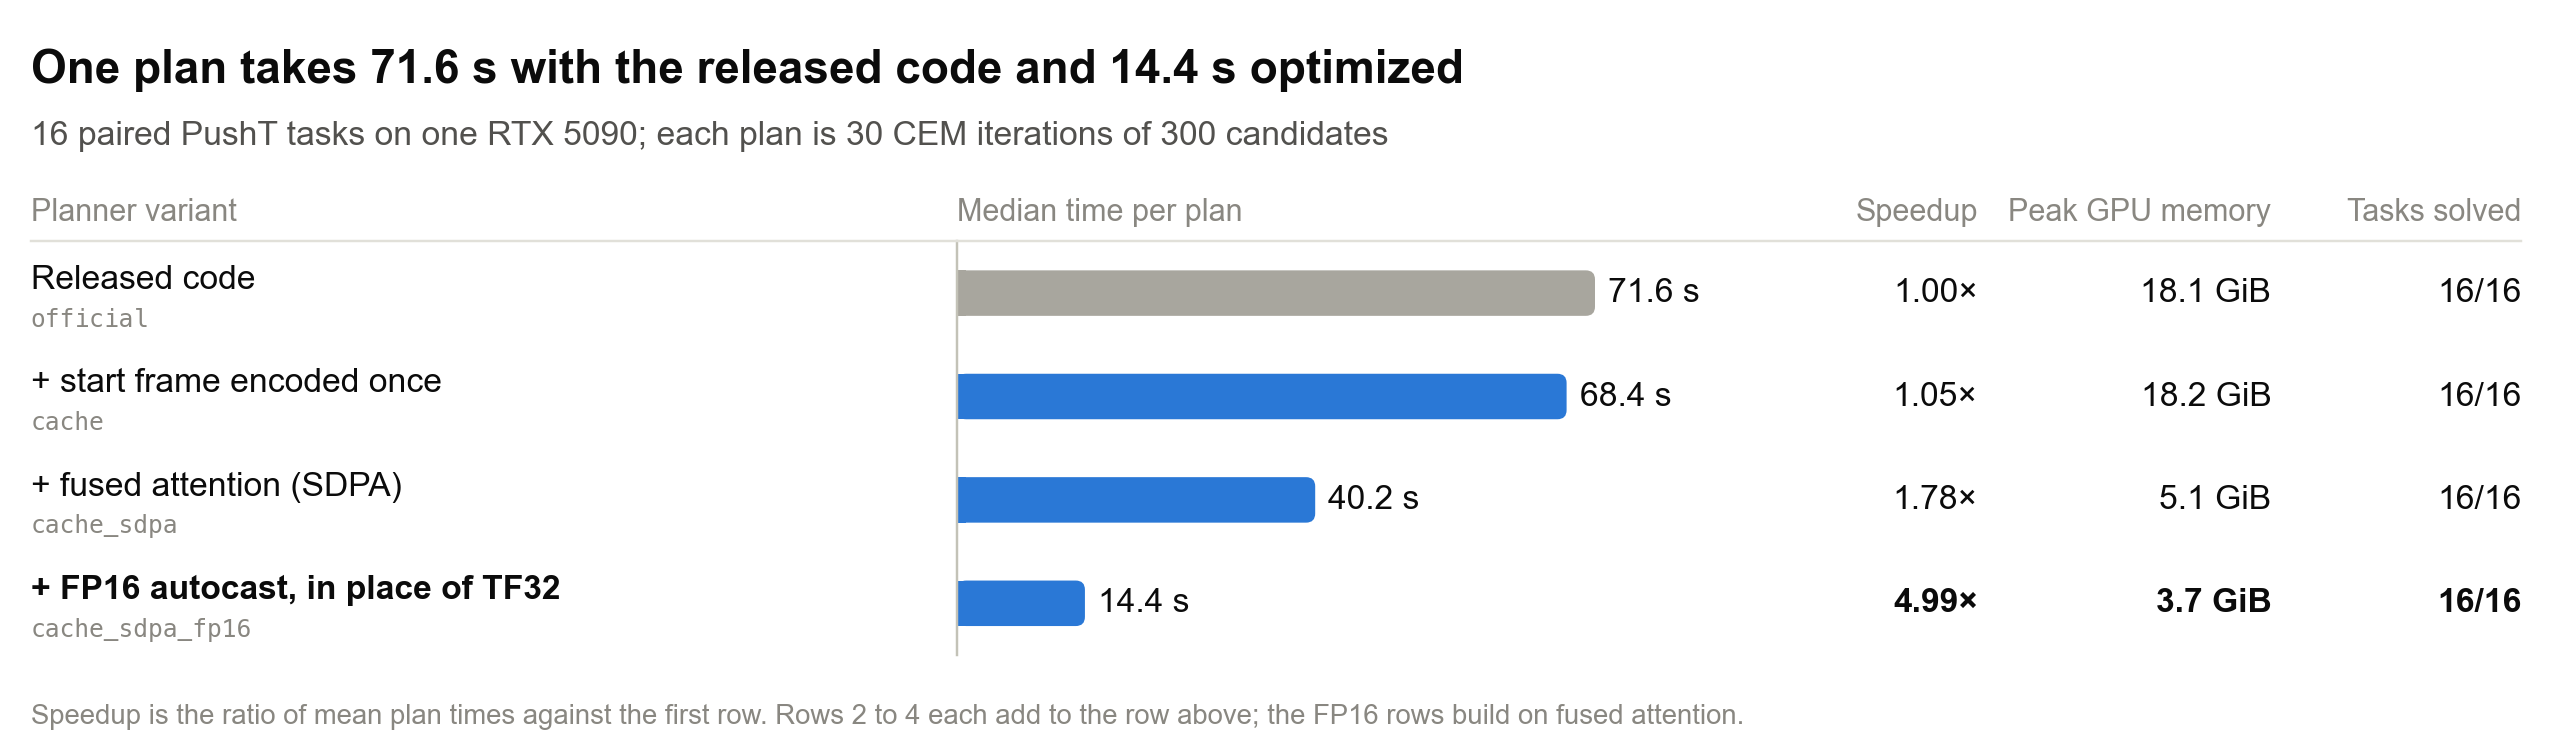 One plan takes 71.6 s with the released code and 14.4 s optimized
16 paired PushT tasks on one RTX 5090; each plan is 30 CEM iterations of 300 candidates
Planner variant Median time per plan Speedup Peak GPU memory Tasks solved
Released code 71.6 s 1.00× 18.1 GiB 16/16
official
+ start frame encoded once 68.4 s 1.05× 18.2 GiB 16/16
cache
+ fused attention (SDPA) 40.2 s 1.78× 5.1 GiB 16/16
cache_sdpa
+ FP16 autocast, in place of TF32 14.4 s 4.99× 3.7 GiB 16/16
cache_sdpa_fp16
Speedup is the ratio of mean plan times against the first row. Rows 2 to 4 each add to the row above; the FP16 rows build on fused attention.